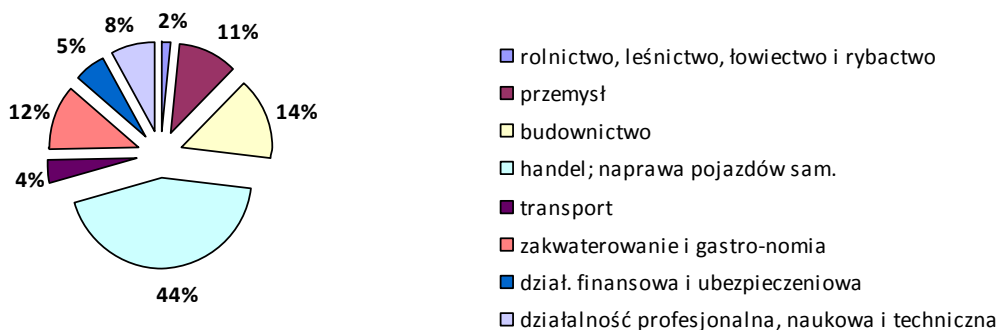 8%
2%
11%
5%
14%
12%
4%
44%
rolnictwo, leśnictwo, łowiectwo i rybactwo
przemysł
budownictwo
handel; naprawa pojazdów sam.
transport
zakwaterowanie i gastro-nomia
dział. finansowa i ubezpieczeniowa
działalność profesjonalna, naukowa i techniczna